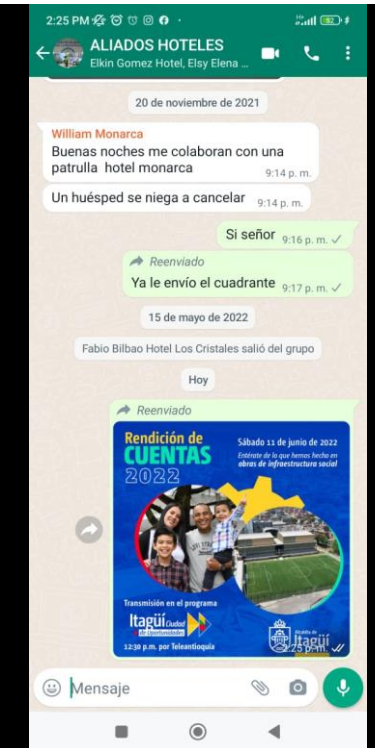 2:25 PM
82
ALIADOS HOTELES
Elkin Gomez Hotel, Elsy Elena ...
20 de noviembre de 2021
William Monarca
Buenas noches me colaboran con una
patrulla hotel monarca
9:14 p. m.
Un huésped se niega a cancelar 9:14 p. m.
Si señor 9:16 p. m.
Reenviado
Ya le envío el cuadrante 9:17 p. m.
15 de mayo de 2022
Fabio Bilbao Hotel Los Cristales salió del grupo
Hoy
Reenviado
Rendición de
CUENTAS
2022
Sábado 11 de junio de 2022
Entérate de lo que hemos hecho en
obras de infraestructura social
Transmisión en el programa
Itagüí Ciudad
de Oportunidades
12:30 p.m. por Teleantioquia
Alcaldía de
Itagüí
2:25 p. m.
Mensaje